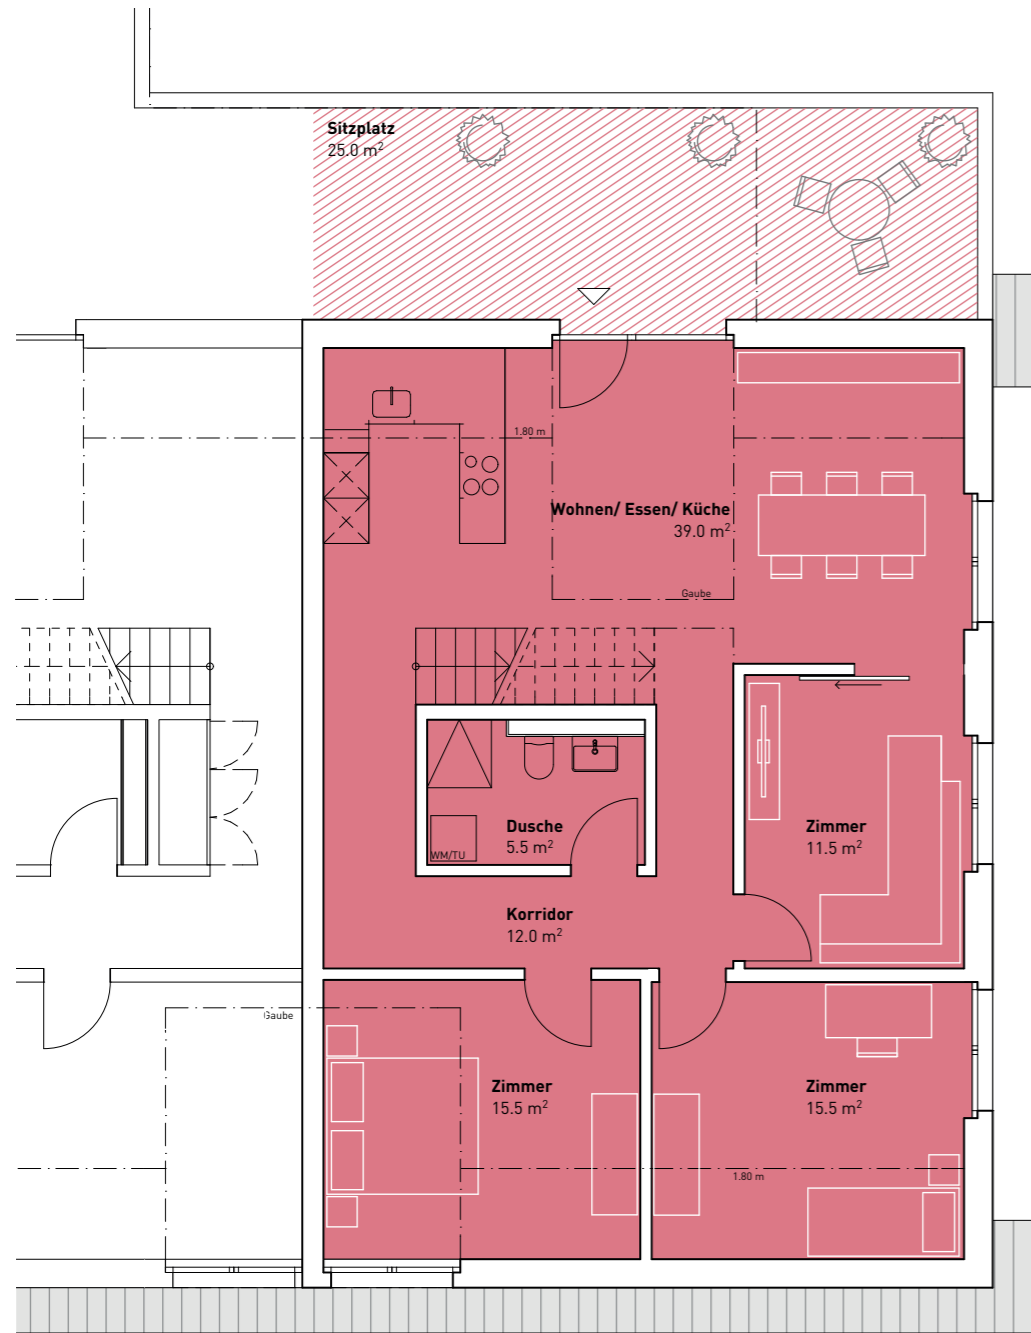 Sitzplatz
25.0 m²
1.80 m
Wohnen/ Essen/ Küche
39.0 m²
Gaube
Dusche
5.5 m²
WM/TU
Zimmer
11.5 m²
Korridor
12.0 m²
Gaube
Zimmer
15.5 m²
Zimmer
15.5 m²
1.80 m